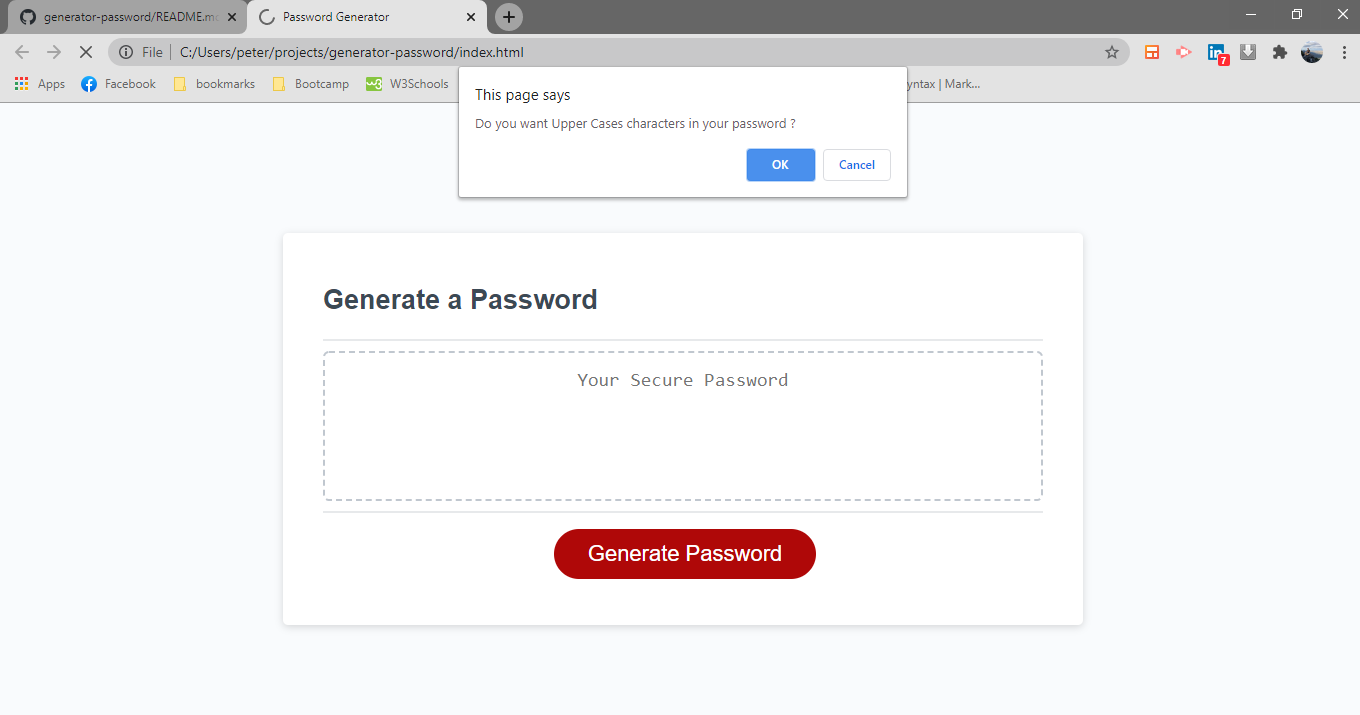 generator-password/README.md
Password Generator
File
C:/Users/peter/projects/generator-password/index.html
7
Apps
Facebook
bookmarks
Bootcamp
W3Schools
yntax | Mark...
This page says
Do you want Upper Cases characters in your password ?
OK
Cancel
Generate a Password
Your Secure Password
Generate Password